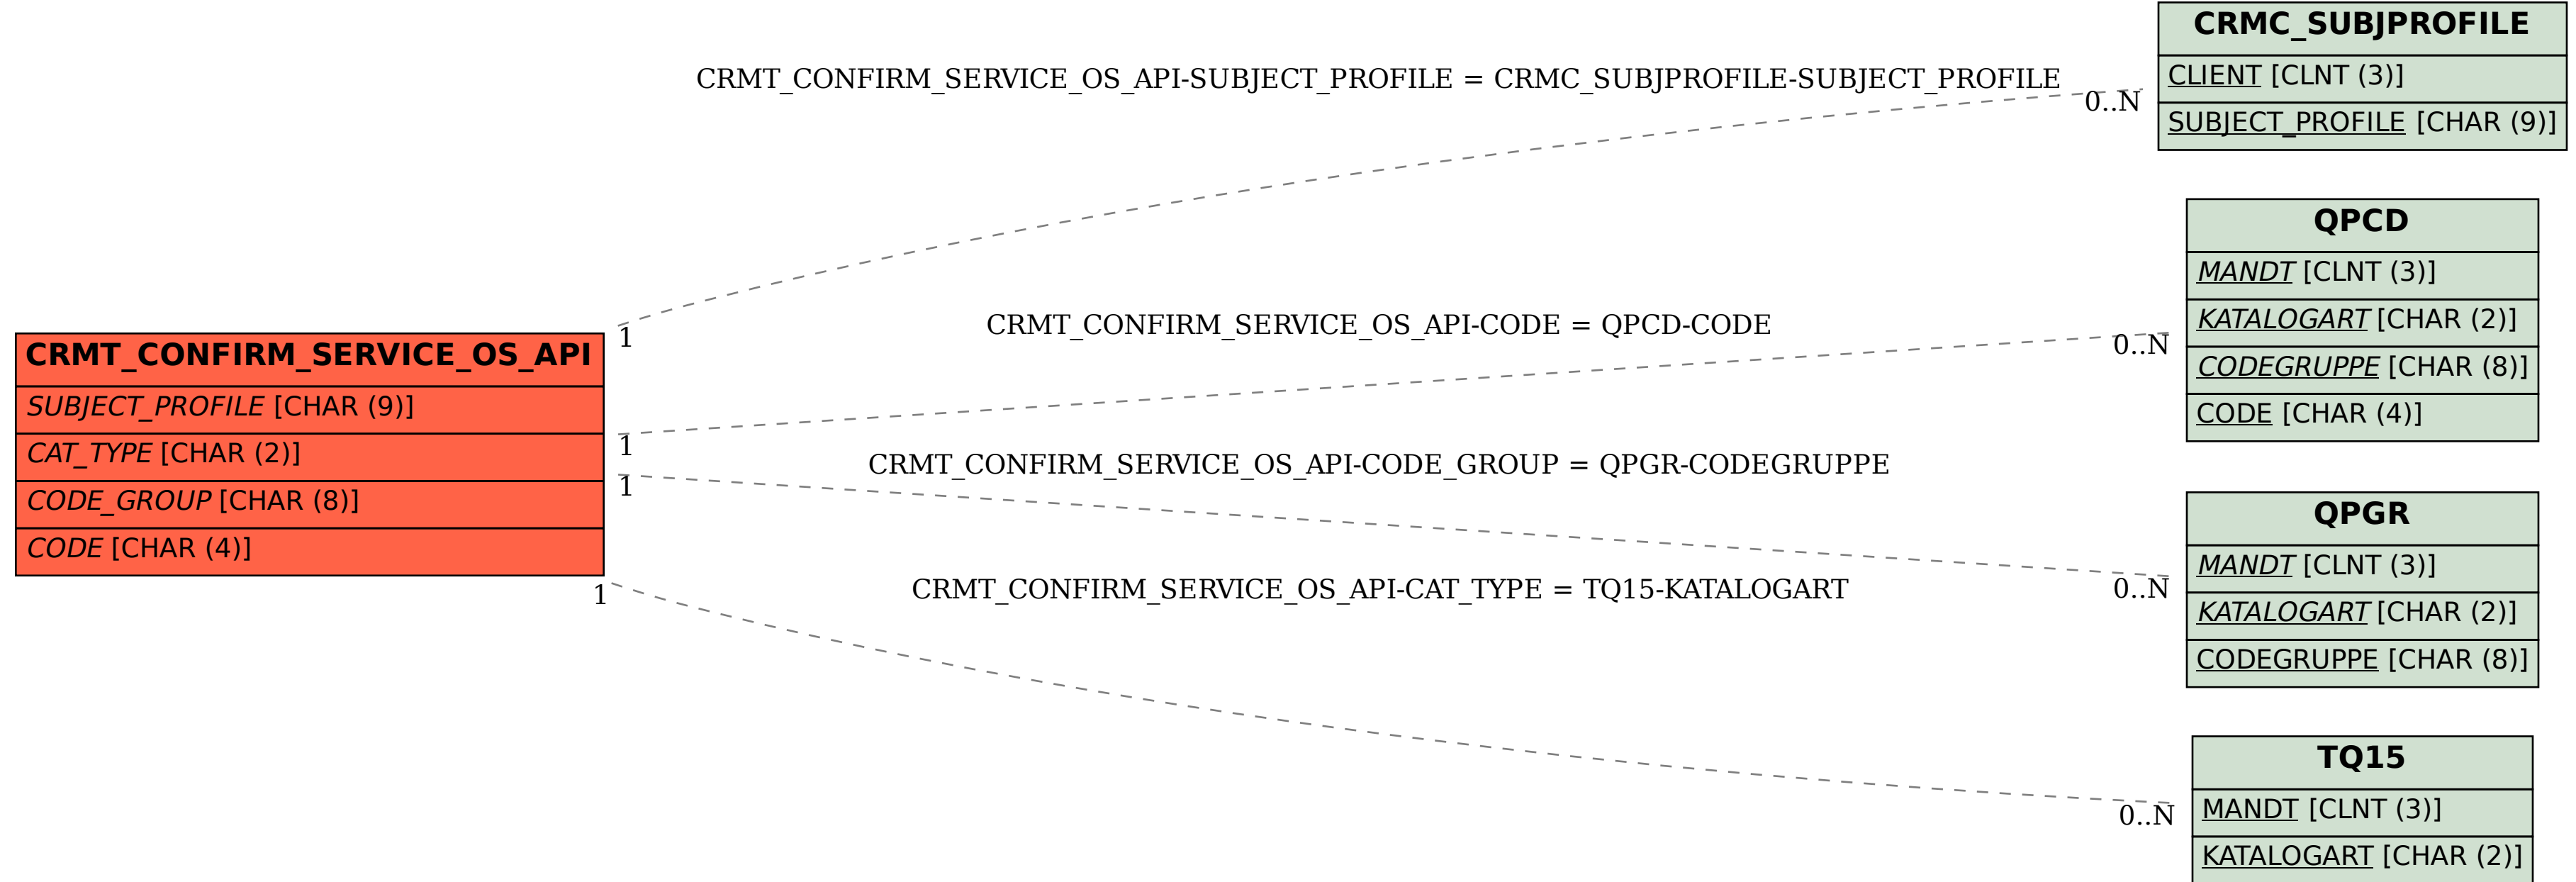 CRMC_SUBJPROFILE
CLIENT [CLNT (3)]
SUBJECT_PROFILE [CHAR (9)]
CRMT_CONFIRM_SERVICE_OS_API-SUBJECT_PROFILE = CRMC_SUBJPROFILE-SUBJECT_PROFILE
0..N
1
QPCD
MANDT [CLNT (3)]
KATALOGART [CHAR (2)]
CODEGRUPPE [CHAR (8)]
CODE [CHAR (4)]
CRMT_CONFIRM_SERVICE_OS_API-CODE = QPCD-CODE
0..N
1
CRMT_CONFIRM_SERVICE_OS_API
SUBJECT_PROFILE [CHAR (9)]
CAT_TYPE [CHAR (2)]
CODE_GROUP [CHAR (8)]
CODE [CHAR (4)]
CRMT_CONFIRM_SERVICE_OS_API-CODE_GROUP = QPGR-CODEGRUPPE
1
0..N
QPGR
MANDT [CLNT (3)]
KATALOGART [CHAR (2)]
CODEGRUPPE [CHAR (8)]
CRMT_CONFIRM_SERVICE_OS_API-CAT_TYPE = TQ15-KATALOGART
1
0..N
TQ15
MANDT [CLNT (3)]
KATALOGART [CHAR (2)]